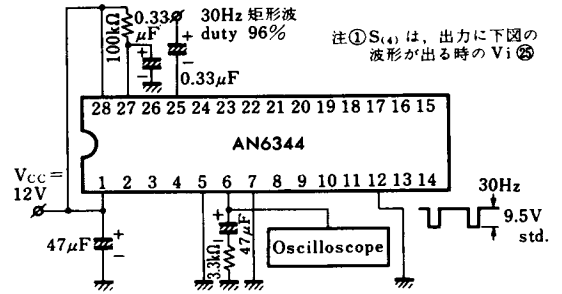 0.33
μF
100kΩ
30Hz 矩形波
duty 96%
0.33μF
注① S(4) は、出力に下図の
波形が出る時の Vi ㉕
28 27 26 25 24 23 22 21 20 19 18 17 16 15
AN6344
1 2 3 4 5 6 7 8 9 10 11 12 13 14
VCC=
12V
47μF
3.3kΩ
47μF
Oscilloscope
30Hz
9.5V
std.